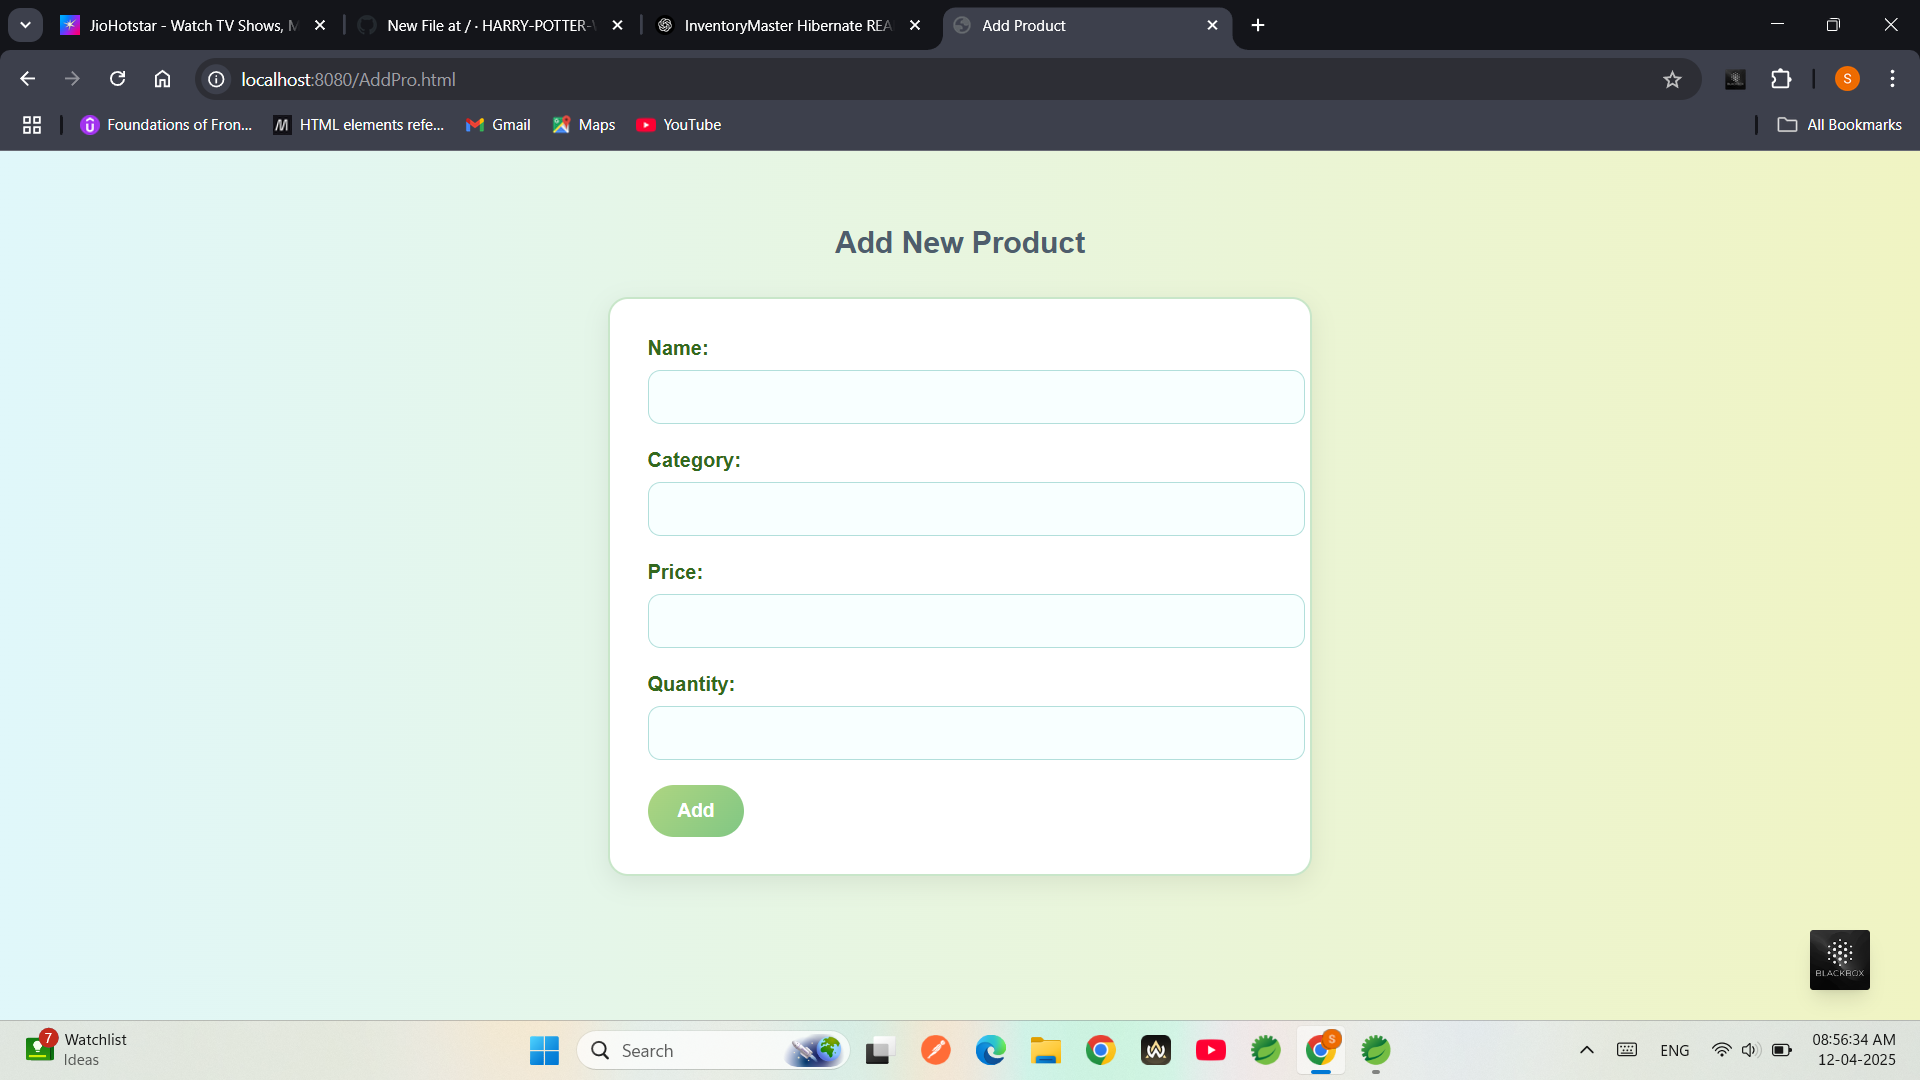 JioHotstar - Watch TV Shows, M
New File at / · HARRY-POTTER-
InventoryMaster Hibernate REA
Add Product
localhost:8080/AddPro.html
S
Foundations of Fron...
HTML elements refe...
Gmail
Maps
YouTube
All Bookmarks
Add New Product
Name:
Category:
Price:
Quantity:
Add
BLACKBOX
7
Watchlist
Ideas
Search
S
ENG
08:56:34 AM
12-04-2025